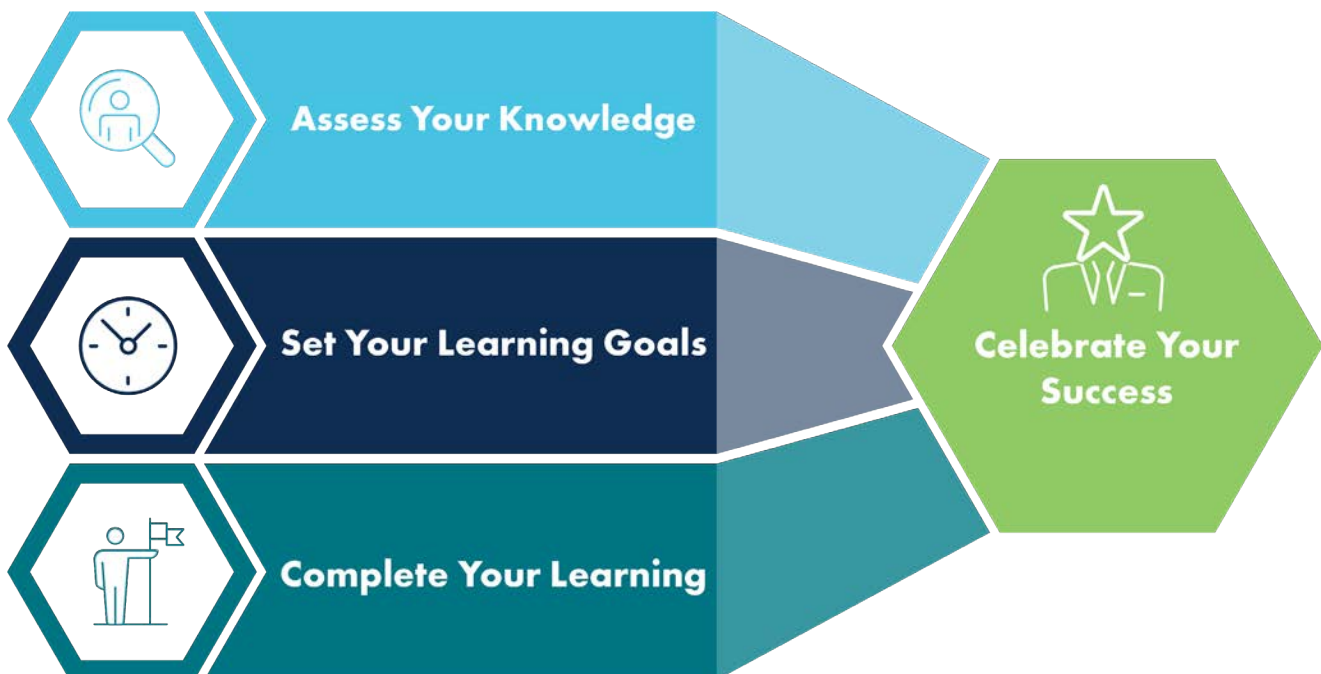 Assess Your Knowledge
Set Your Learning Goals
Complete Your Learning
Celebrate Your
Success